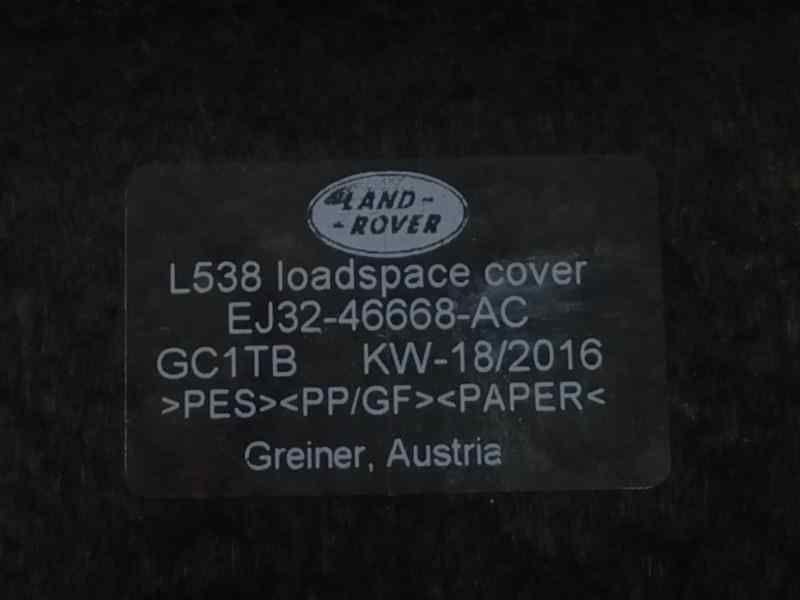 LAND-
-ROVER
L538 loadspace cover
EJ32-46668-AC
GC1TB KW-18/2016
>PES><PP/GF><PAPER<
Greiner, Austria